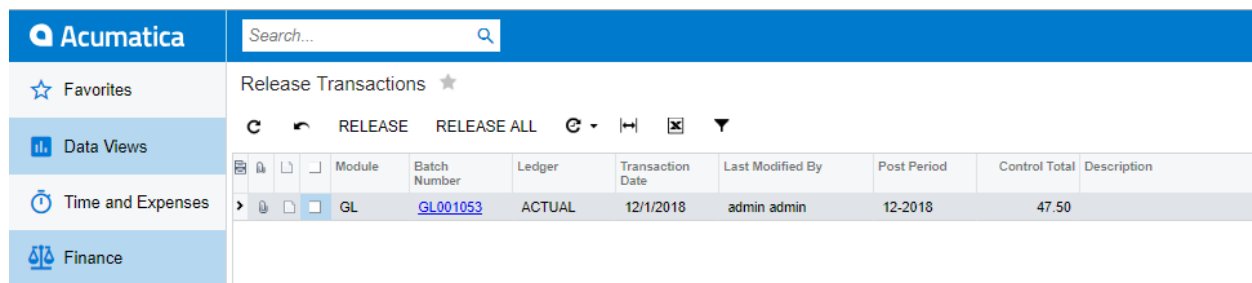 Acumatica
Search...
Favorites
Data Views
Time and Expenses
Finance
Release Transactions
RELEASE RELEASE ALL
Module Batch Number Ledger Transaction Date Last Modified By Post Period Control Total Description
GL GL001053 ACTUAL 12/1/2018 admin admin 12-2018 47.50